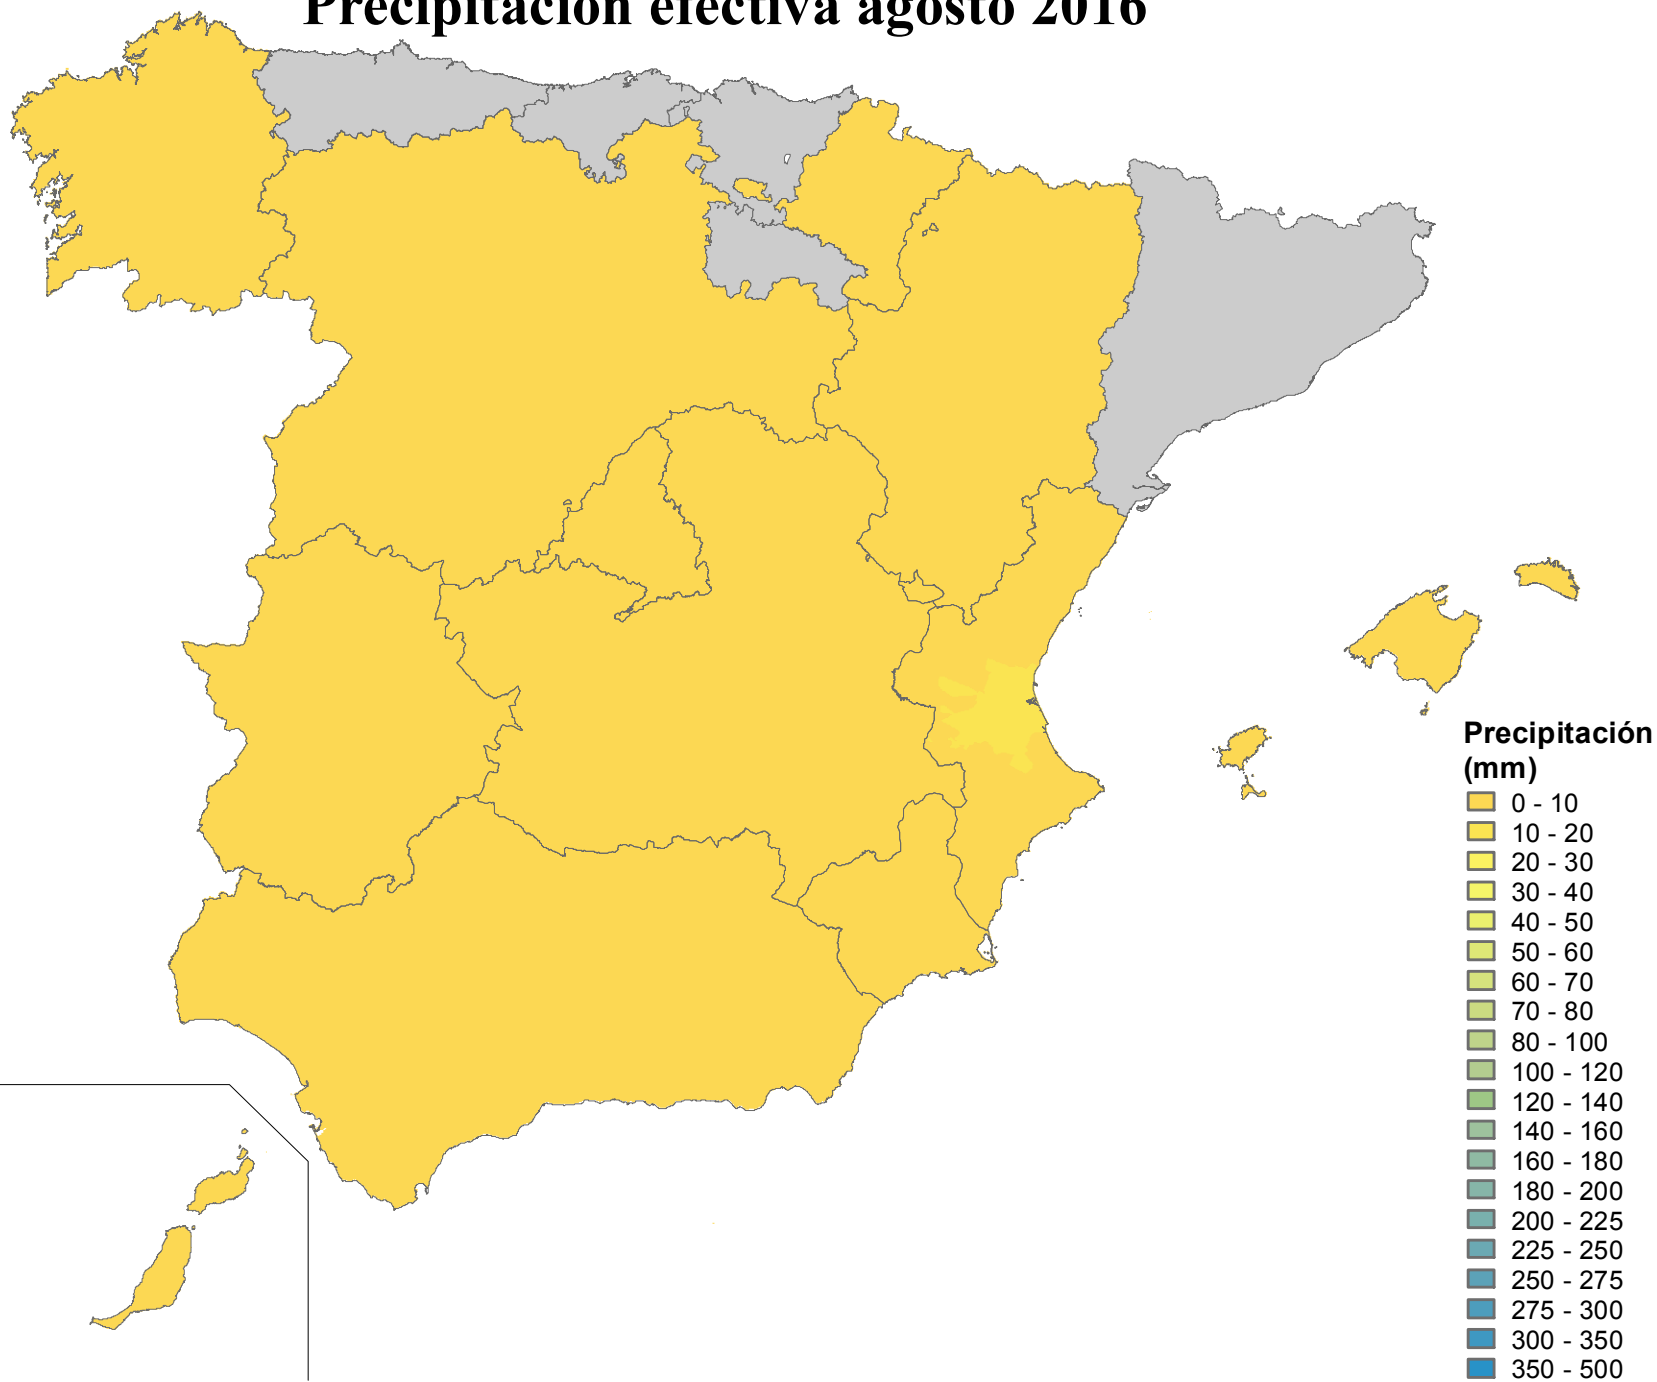 Precipitación efectiva agosto 2016
Precipitación
(mm)
0 - 10
10 - 20
20 - 30
30 - 40
40 - 50
50 - 60
60 - 70
70 - 80
80 - 100
100 - 120
120 - 140
140 - 160
160 - 180
180 - 200
200 - 225
225 - 250
250 - 275
275 - 300
300 - 350
350 - 500